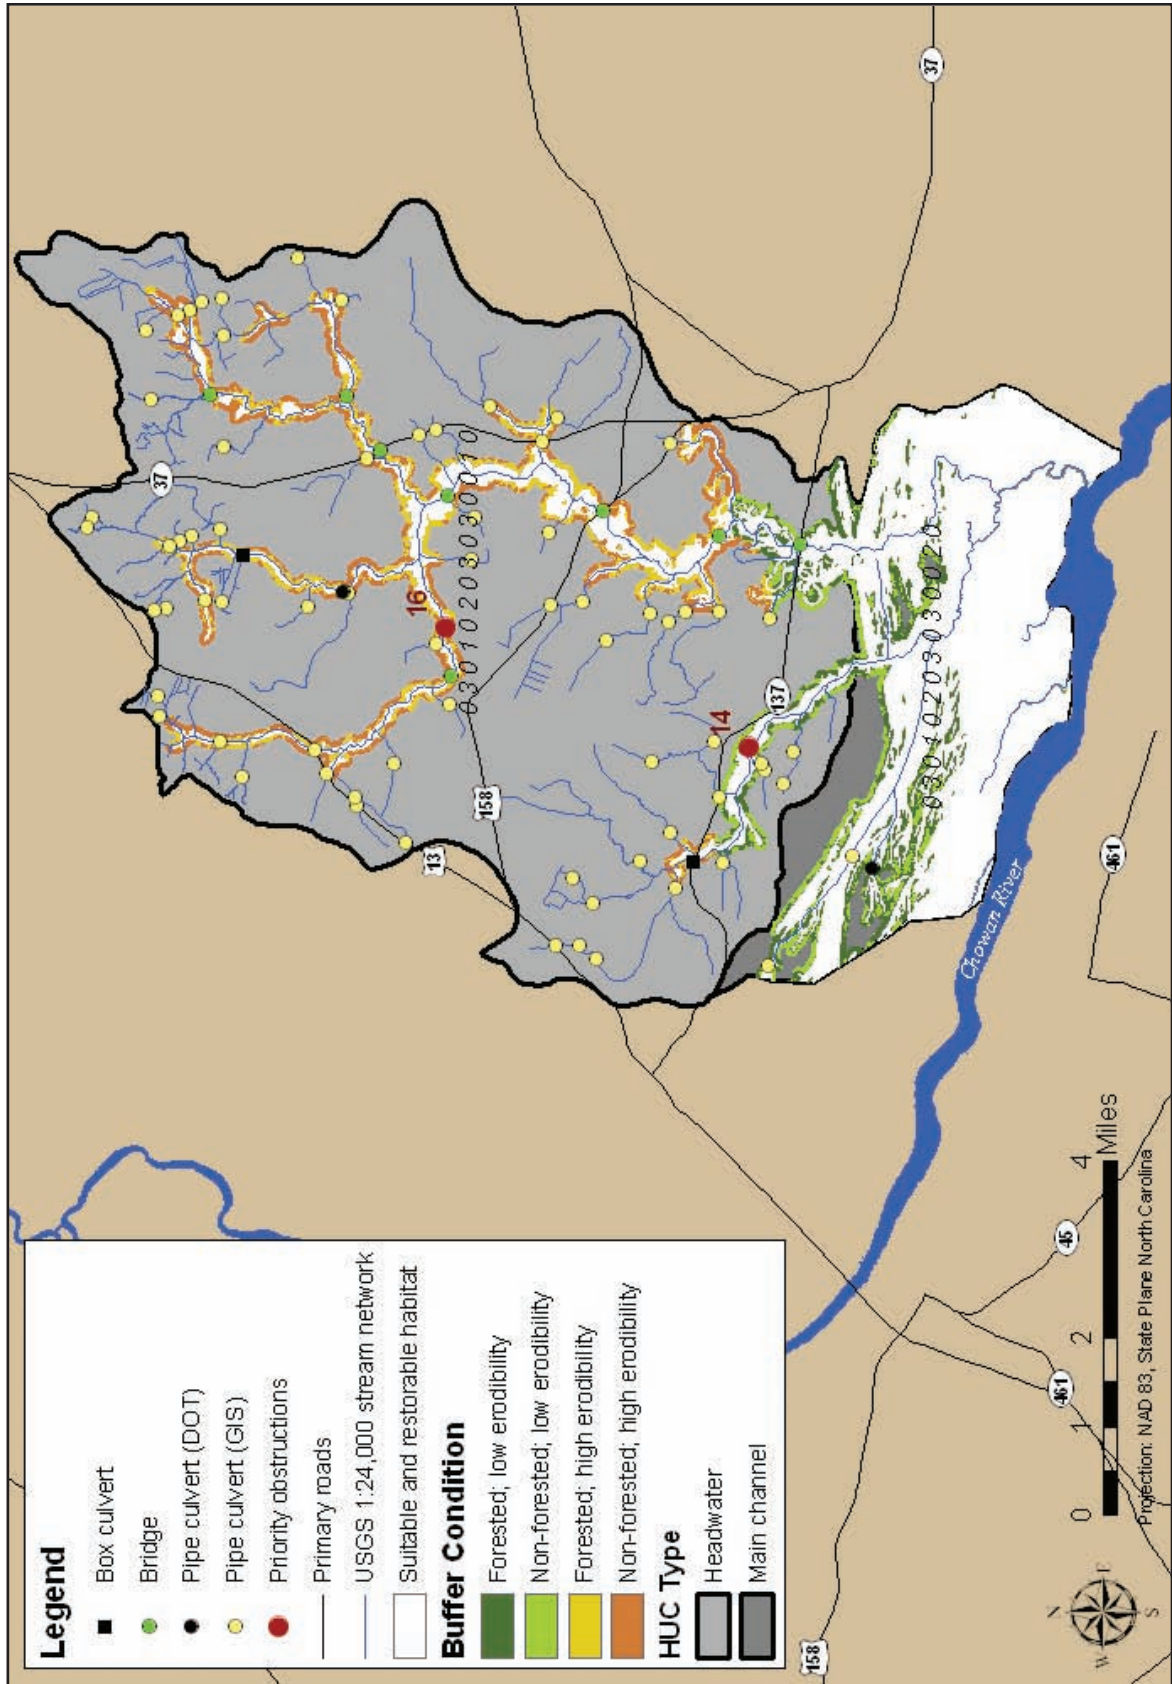 Legend
Box culvert
Bridge
Pipe culvert (DOT)
Pipe culvert (GIS)
Priority obstructions
Primary roads
USGS 1:24,000 stream network
Suitable and restorable habitat
Buffer Condition
Forested; low erodibility
Non-forested; low erodibility
Forested; high erodibility
Non-forested; high erodibility
HUC Type
Headwater
Main channel
N
W E
S
0 1 2 4
Miles
Projection: NAD 83, State Plane North Carolina
37
13
158
16
03010203030010
14
137
03010203030020
37
Chowan River
461
45
461
158